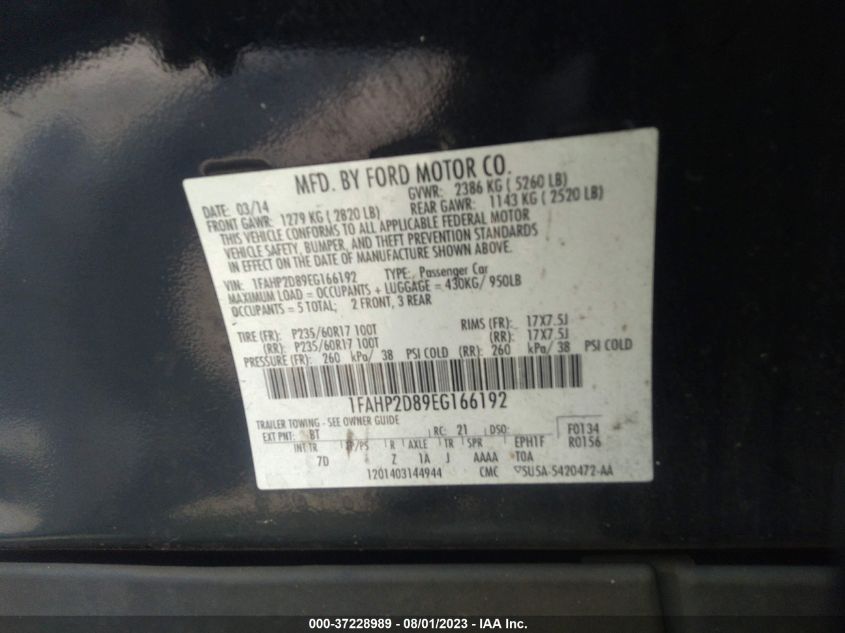 MFD. BY FORD MOTOR CO.
DATE: 03/14 GVWR: 2386 KG ( 5260 LB)
FRONT GAWR: 1279 KG ( 2820 LB) REAR GAWR: 1143 KG ( 2520 LB)
THIS VEHICLE CONFORMS TO ALL APPLICABLE FEDERAL MOTOR
VEHICLE SAFETY, BUMPER, AND THEFT PREVENTION STANDARDS
IN EFFECT ON THE DATE OF MANUFACTURE SHOWN ABOVE.
VIN: 1FAHP2D89EG166192 TYPE: Passenger Car
MAXIMUM LOAD = OCCUPANTS + LUGGAGE = 430KG/ 950LB
OCCUPANTS = 5 TOTAL; 2 FRONT, 3 REAR
TIRE (FR): P235/60R17 100T RIMS (FR): 17X7.5J
(RR): P235/60R17 100T (RR): 17X7.5J
PRESSURE (FR): 260 kPa/ 38 PSI COLD (RR): 260 kPa/ 38 PSI COLD
1FAHP2D89EG166192
TRAILER TOWING - SEE OWNER GUIDE F0134
EXT PNT: BT RC: 21 DSO: R0156
INT TR TP/PS R AXLE TR SPR EPH1F
7D I Z 1A J AAAA T0A
1201403144944 CMC 5U5A-5420472-AA
000-37228989 - 08/01/2023 - IAA Inc.